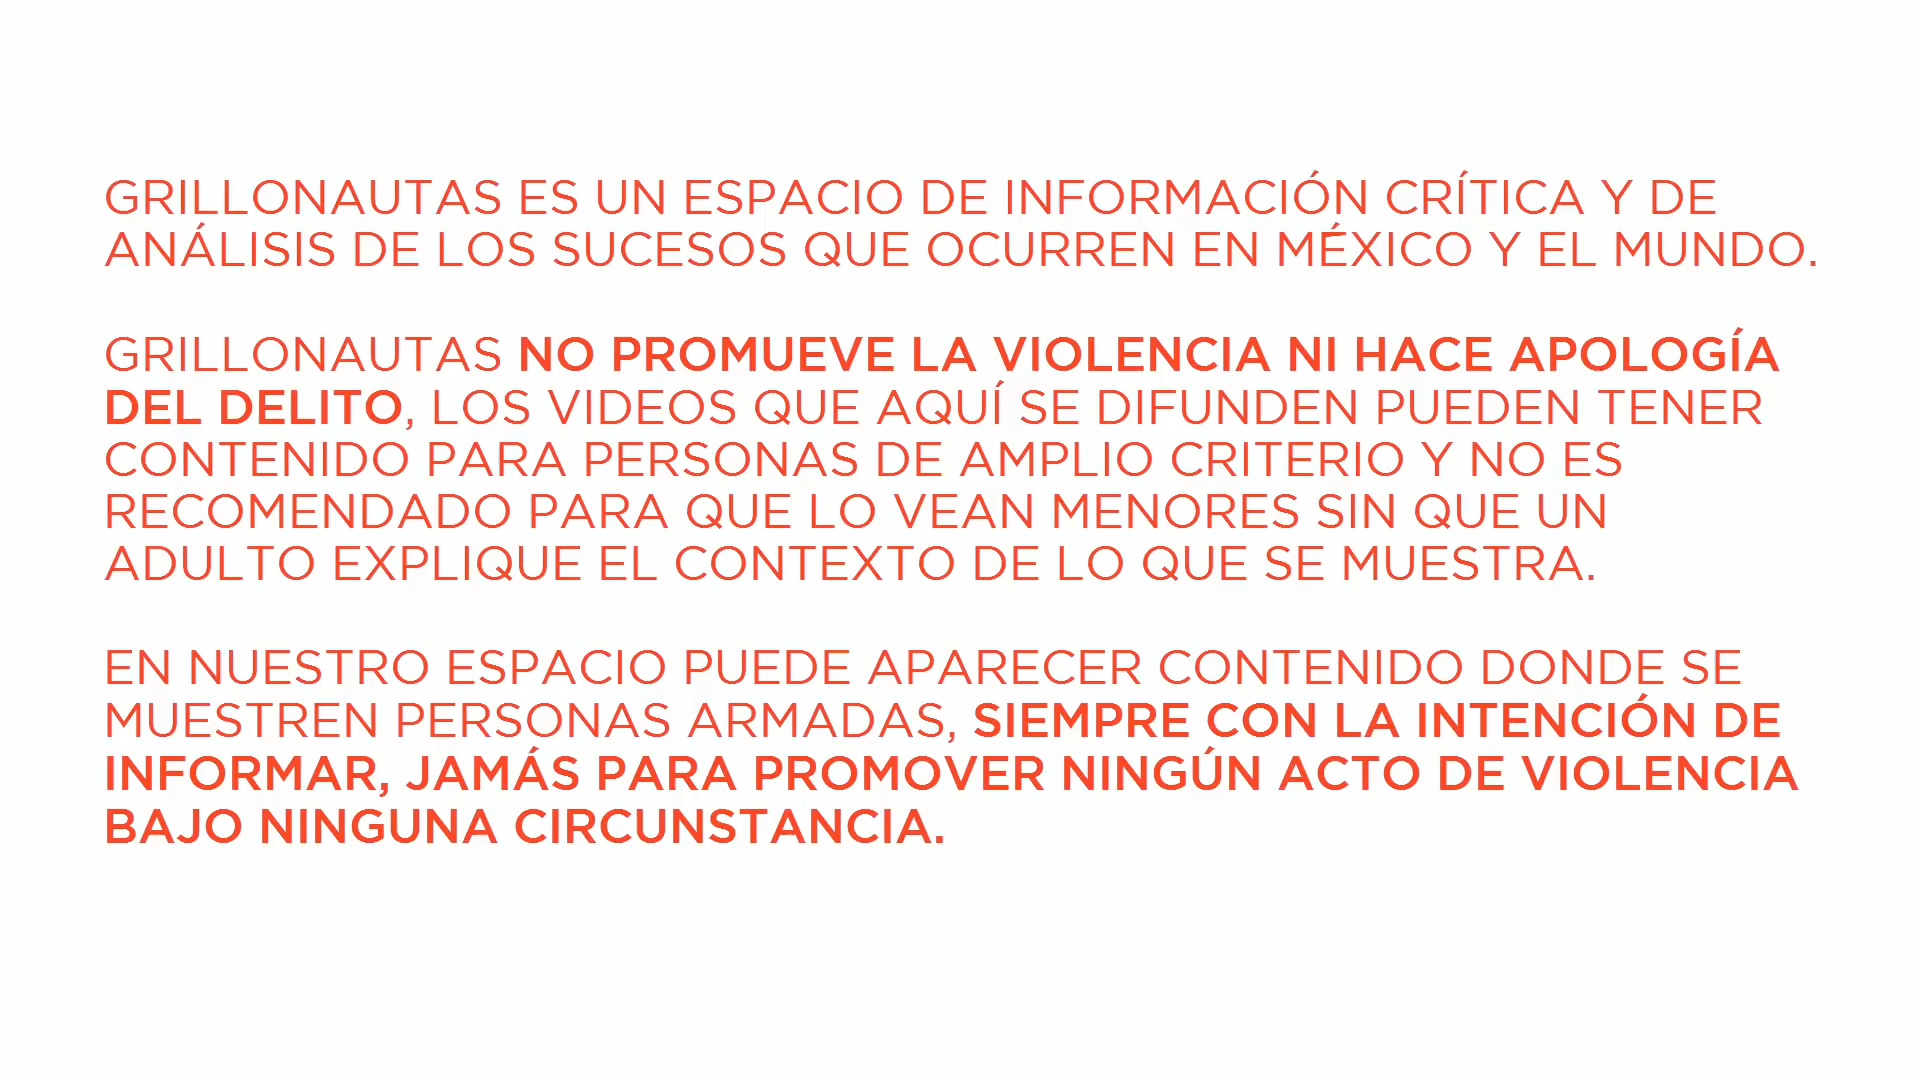 GRILLONAUTAS ES UN ESPACIO DE INFORMACIÓN CRÍTICA Y DE
ANÁLISIS DE LOS SUCESOS QUE OCURREN EN MÉXICO Y EL MUNDO.
GRILLONAUTAS NO PROMUEVE LA VIOLENCIA NI HACE APOLOGÍA
DEL DELITO, LOS VIDEOS QUE AQUÍ SE DIFUNDEN PUEDEN TENER
CONTENIDO PARA PERSONAS DE AMPLIO CRITERIO Y NO ES
RECOMENDADO PARA QUE LO VEAN MENORES SIN QUE UN
ADULTO EXPLIQUE EL CONTEXTO DE LO QUE SE MUESTRA.
EN NUESTRO ESPACIO PUEDE APARECER CONTENIDO DONDE SE
MUESTREN PERSONAS ARMADAS, SIEMPRE CON LA INTENCIÓN DE
INFORMAR, JAMÁS PARA PROMOVER NINGÚN ACTO DE VIOLENCIA
BAJO NINGUNA CIRCUNSTANCIA.